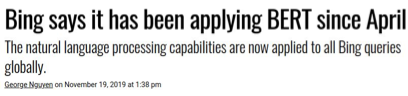 Bing says it has been applying BERT since April
The natural language processing capabilities are now applied to all Bing queries
globally.
George Nguyen on November 19, 2019 at 1:38 pm